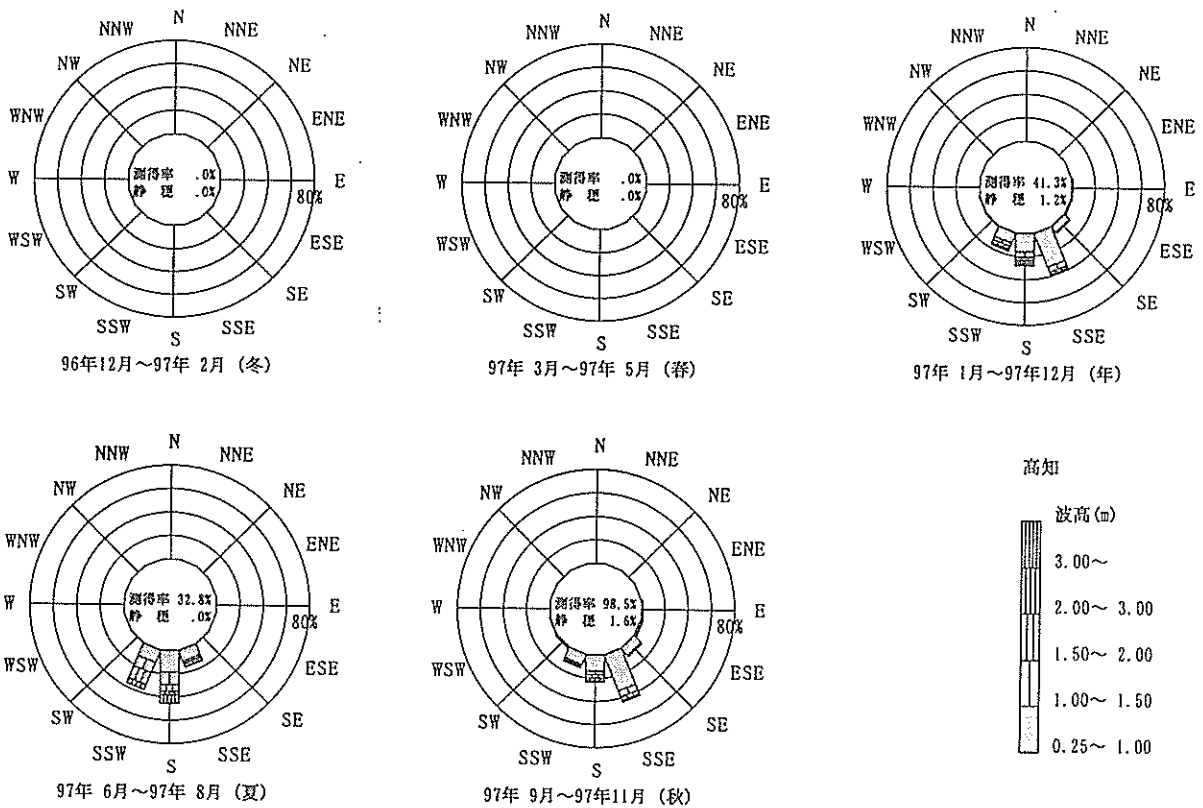 N
NNW NNE
NW NE
WNW ENE
測得率 .0%
静 穏 .0%
W E
80%
WSW ESE
SW SE
SSW SSE
S
96年12月～97年 2月 (冬)
N
NNW NNE
NW NE
WNW ENE
測得率 .0%
静 穏 .0%
W E
80%
WSW ESE
SW SE
SSW SSE
S
97年 3月～97年 5月 (春)
N
NNW NNE
NW NE
WNW ENE
測得率 41.3%
静 穏 1.2%
W E
80%
WSW ESE
SW SE
SSW SSE
S
97年 1月～97年12月 (年)
N
NNW NNE
NW NE
WNW ENE
測得率 32.8%
静 穏 .0%
W E
80%
WSW ESE
SW SE
SSW SSE
S
97年 6月～97年 8月 (夏)
N
NNW NNE
NW NE
WNW ENE
測得率 98.5%
静 穏 1.6%
W E
80%
WSW ESE
SW SE
SSW SSE
S
97年 9月～97年11月 (秋)
高知
波高(m)
3.00～
2.00～ 3.00
1.50～ 2.00
1.00～ 1.50
0.25～ 1.00